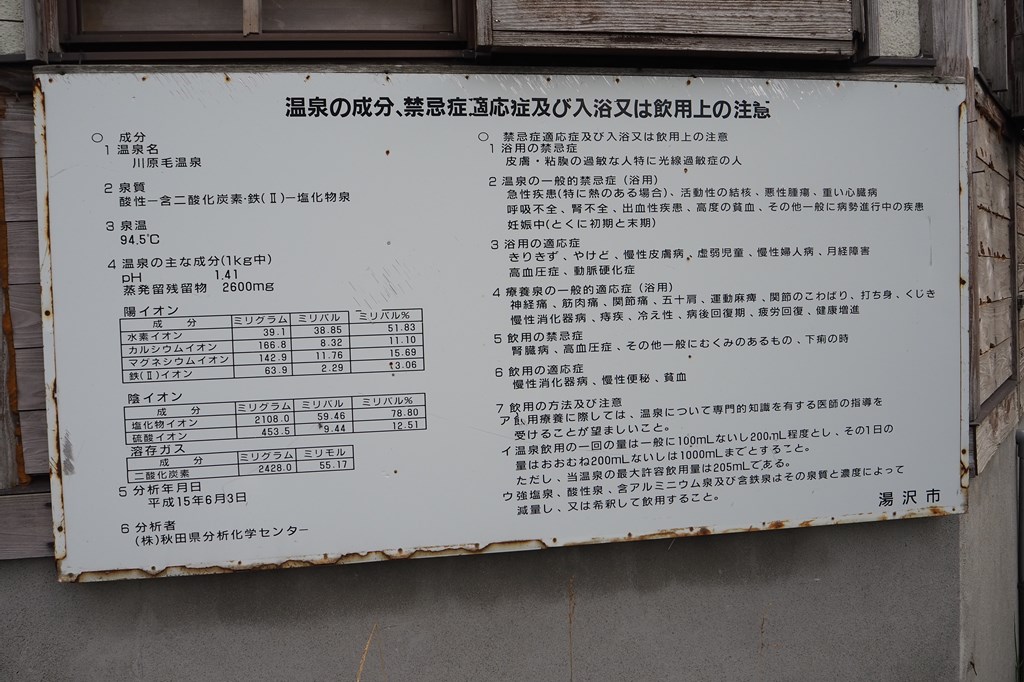 温泉の成分、禁忌症適応症及び入浴又は飲用上の注意
○ 成分
1 温泉名
川原毛温泉
2 泉質
酸性－含二酸化炭素・鉄(Ⅱ)－塩化物泉
3 泉温
94.5℃
4 温泉の主な成分(1kg中)
pH 1.41
蒸発留残留物 2600mg
陽イオン
成 分 ミリグラム ミリバル ミリバル%
水素イオン 39.1 38.85 51.83
カルシウムイオン 166.8 8.32 11.10
マグネシウムイオン 142.9 11.76 15.69
鉄(Ⅱ)イオン 63.9 2.29 3.06
陰イオン
成 分 ミリグラム ミリバル ミリバル%
塩化物イオン 2108.0 59.46 78.80
硫酸イオン 453.5 9.44 12.51
溶存ガス
成 分 ミリグラム ミリモル
二酸化炭素 2428.0 55.17
5 分析年月日
平成15年6月3日
6 分析者
(株)秋田県分析化学センター
○ 禁忌症適応症及び入浴又は飲用上の注意
1 浴用の禁忌症
皮膚・粘胸の過敏な人特に光線過敏症の人
2 温泉の一般的禁忌症（浴用）
急性疾患(特に熱のある場合)、活動性の結核、悪性腫瘍、重い心臓病
呼吸不全、腎不全、出血性疾患、高度の貧血、その他一般に病勢進行中の疾患
妊娠中(とくに初期と末期)
3 浴用の適応症
きりきず、やけど、慢性皮膚病、虚弱児童、慢性婦人病、月経障害
高血圧症、動脈硬化症
4 療養泉の一般的適応症（浴用）
神経痛、筋肉痛、関節痛、五十肩、運動麻痺、関節のこわばり、打ち身、くじき
慢性消化器病、痔疾、冷え性、病後回復期、疲労回復、健康増進
5 飲用の禁忌症
腎臓病、高血圧症、その他一般にむくみのあるもの、下痢の時
6 飲用の適応症
慢性消化器病、慢性便秘、貧血
7 飲用の方法及び注意
ア飲用療養に際しては、温泉について専門的知識を有する医師の指導を
受けることが望ましいこと。
イ温泉飲用の一回の量は一般に100mLないし200mL程度とし、その1日の
量はおおむね200mLないしは1000mLまでとすること。
ただし、当温泉の最大許容飲用量は205mLである。
ウ強塩泉、酸性泉、含アルミニウム泉及び含鉄泉はその泉質と濃度によって
減量し、又は希釈して飲用すること。
湯沢市